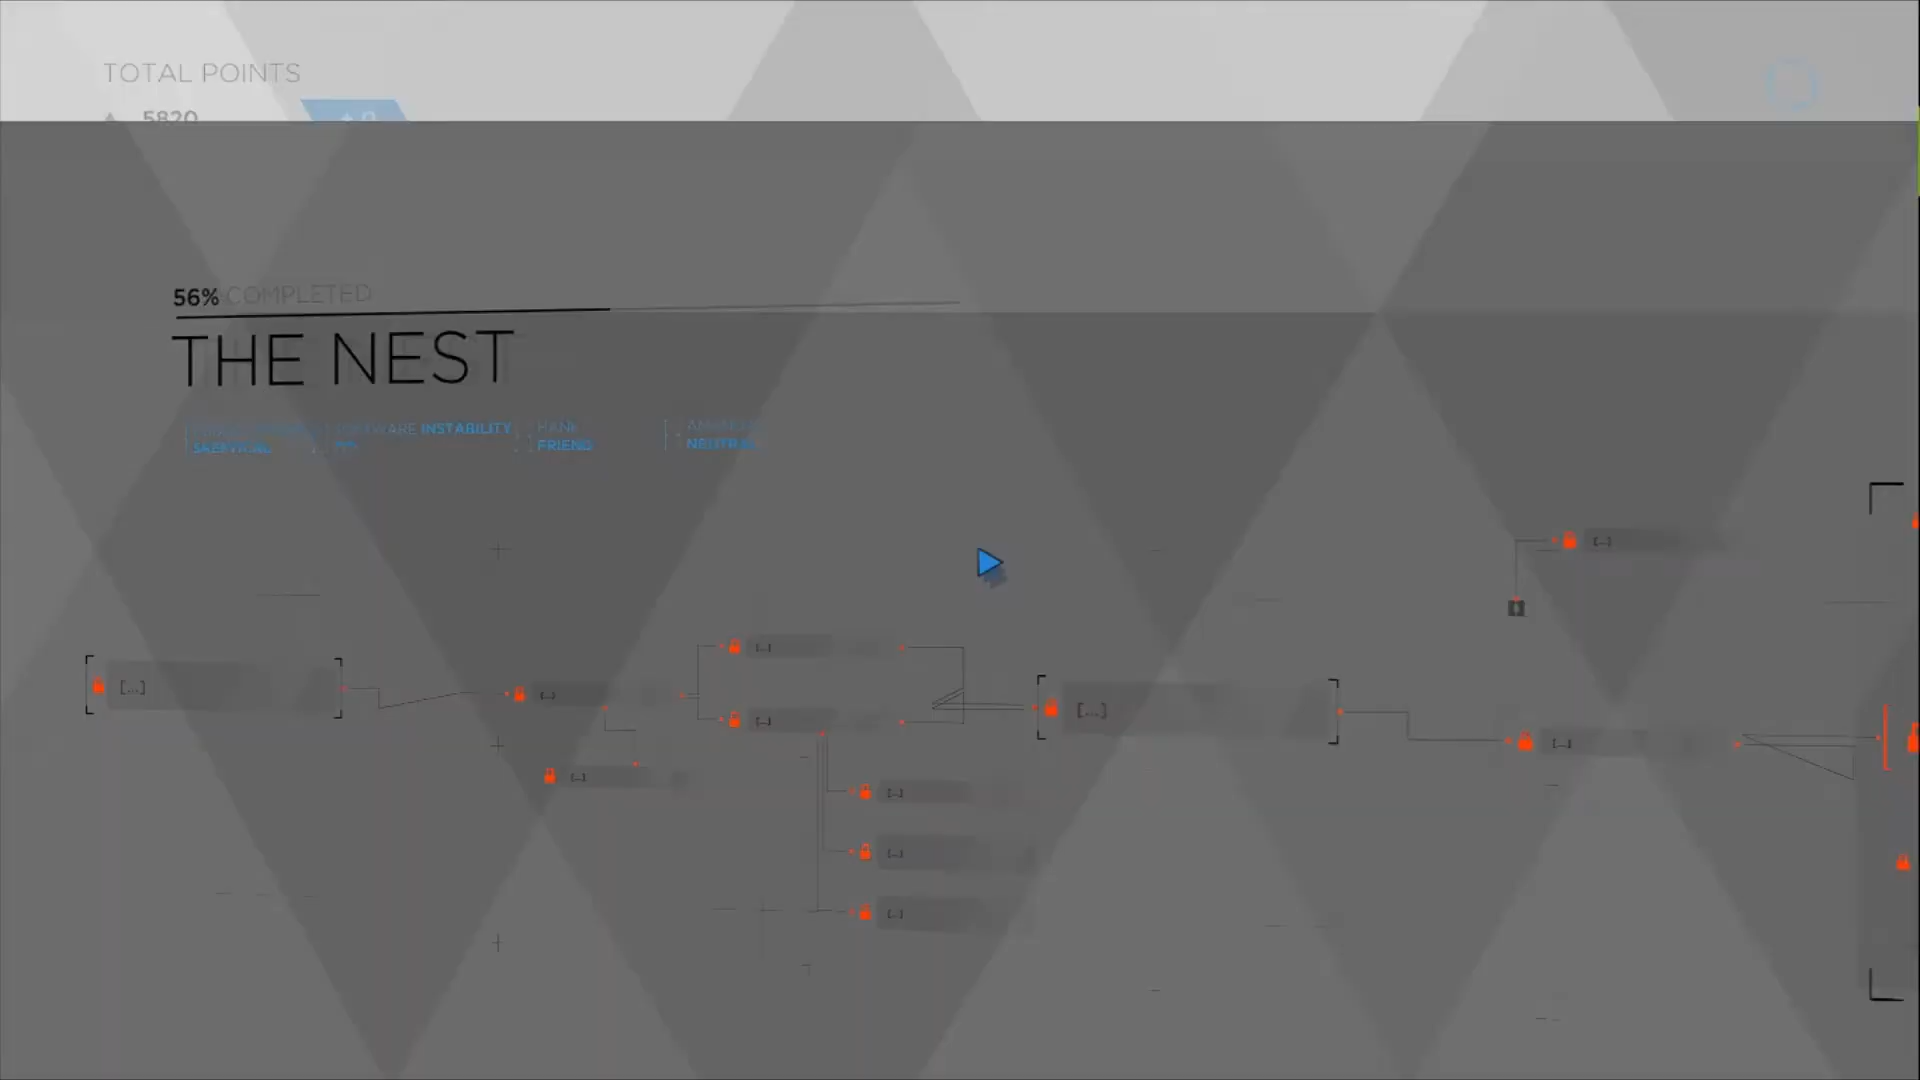 TOTAL POINTS
5820
56% COMPLETED
THE NEST
SOFTWARE INSTABILITY
HANK
FRIEND
NEUTRAL
[...]
[...]
[...]
[...]
[...]
[...]
[...]
[...]
[...]
[...]
[...]